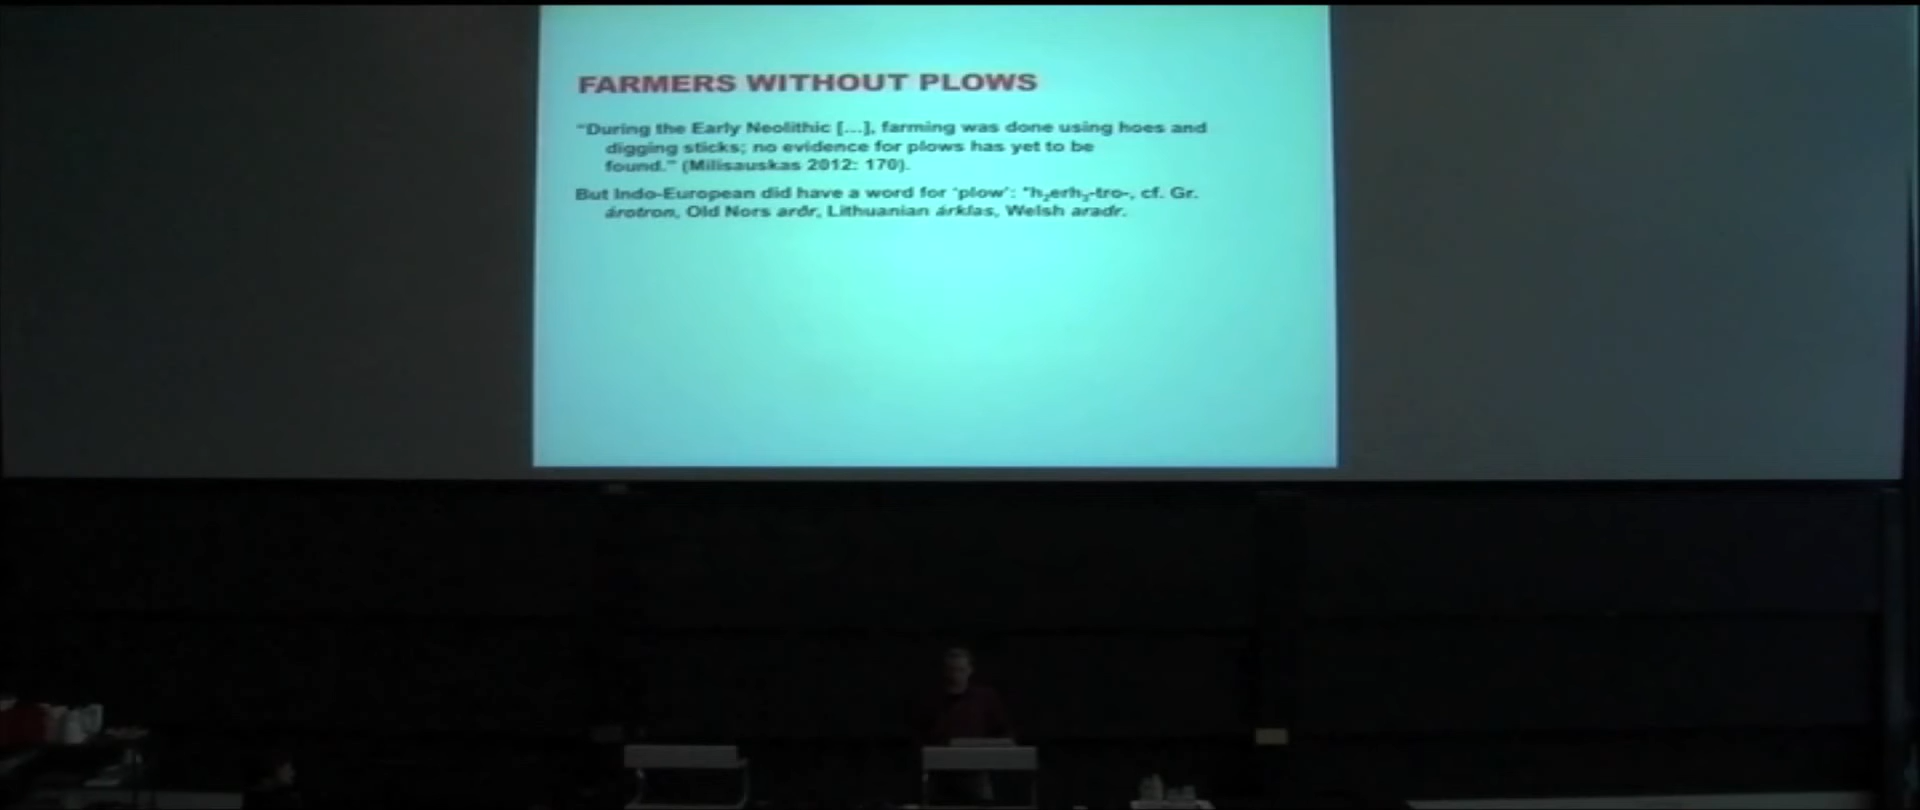 FARMERS WITHOUT PLOWS
"During the Early Neolithic [...], farming was done using hoes and
digging sticks; no evidence for plows has yet to be
found." (Milisauskas 2012: 170).
But Indo-European did have a word for 'plow': *h₂erh₃-tro-, cf. Gr.
árotron, Old Nors arðr, Lithuanian árklas, Welsh aradr.